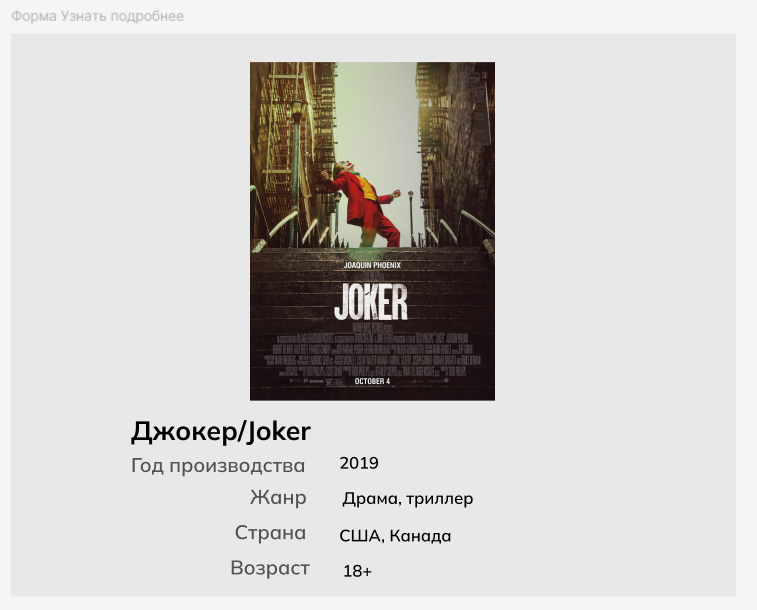 Форма Узнать подробнее
JOAQUIN PHOENIX
JOKER
OCTOBER 4
Джокер/Joker
Год производства 2019
Жанр Драма, триллер
Страна США, Канада
Возраст 18+